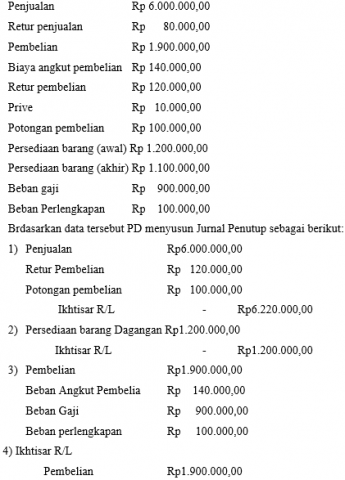 Penjualan Rp 6.000.000,00
Retur penjualan Rp 80.000,00
Pembelian Rp 1.900.000,00
Biaya angkut pembelian Rp 140.000,00
Retur pembelian Rp 120.000,00
Prive Rp 10.000,00
Potongan pembelian Rp 100.000,00
Persediaan barang (awal) Rp 1.200.000,00
Persediaan barang (akhir) Rp 1.100.000,00
Beban gaji Rp 900.000,00
Beban Perlengkapan Rp 100.000,00
Brdasarkan data tersebut PD menyusun Jurnal Penutup sebagai berikut:
1) Penjualan Rp6.000.000,00
Retur Pembelian Rp 120.000,00
Potongan pembelian Rp 100.000,00
Ikhtisar R/L - Rp6.220.000,00
2) Persediaan barang Dagangan Rp1.200.000,00
Ikhtisar R/L - Rp1.200.000,00
3) Pembelian Rp1.900.000,00
Beban Angkut Pembelia Rp 140.000,00
Beban Gaji Rp 900.000,00
Beban perlengkapan Rp 100.000,00
4) Ikhtisar R/L
Pembelian Rp1.900.000,00